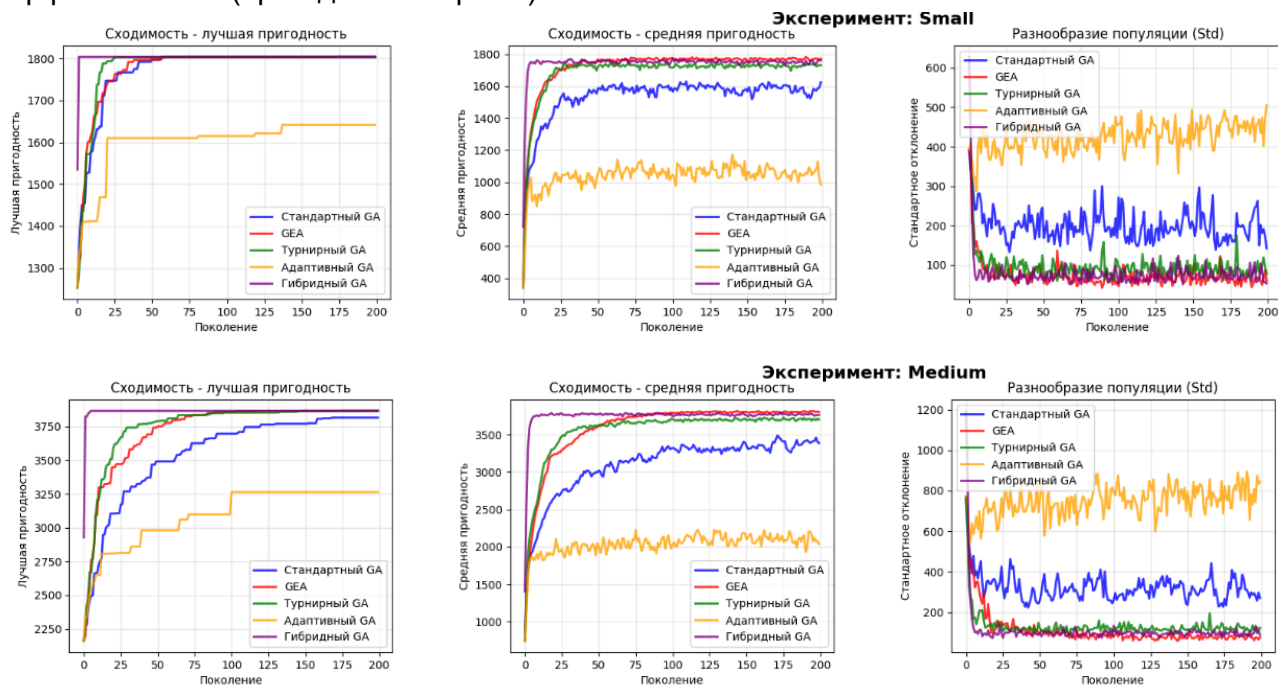 Эксперимент: Small
Сходимость - лучшая пригодность
1800
1700
1600
1500
1400
1300
Лучшая пригодность
Стандартный GA
GEA
Турнирный GA
Адаптивный GA
Гибридный GA
0 25 50 75 100 125 150 175 200
Поколение
Сходимость - средняя пригодность
1800
1600
1400
1200
1000
800
600
400
Средняя пригодность
Стандартный GA
GEA
Турнирный GA
Адаптивный GA
Гибридный GA
0 25 50 75 100 125 150 175 200
Поколение
Разнообразие популяции (Std)
600
500
400
300
200
100
Стандартное отклонение
Стандартный GA
GEA
Турнирный GA
Адаптивный GA
Гибридный GA
0 25 50 75 100 125 150 175 200
Поколение
Эксперимент: Medium
Сходимость - лучшая пригодность
3750
3500
3250
3000
2750
2500
2250
Лучшая пригодность
Стандартный GA
GEA
Турнирный GA
Адаптивный GA
Гибридный GA
0 25 50 75 100 125 150 175 200
Поколение
Сходимость - средняя пригодность
3500
3000
2500
2000
1500
1000
Средняя пригодность
Стандартный GA
GEA
Турнирный GA
Адаптивный GA
Гибридный GA
0 25 50 75 100 125 150 175 200
Поколение
Разнообразие популяции (Std)
1200
1000
800
600
400
200
Стандартное отклонение
Стандартный GA
GEA
Турнирный GA
Адаптивный GA
Гибридный GA
0 25 50 75 100 125 150 175 200
Поколение